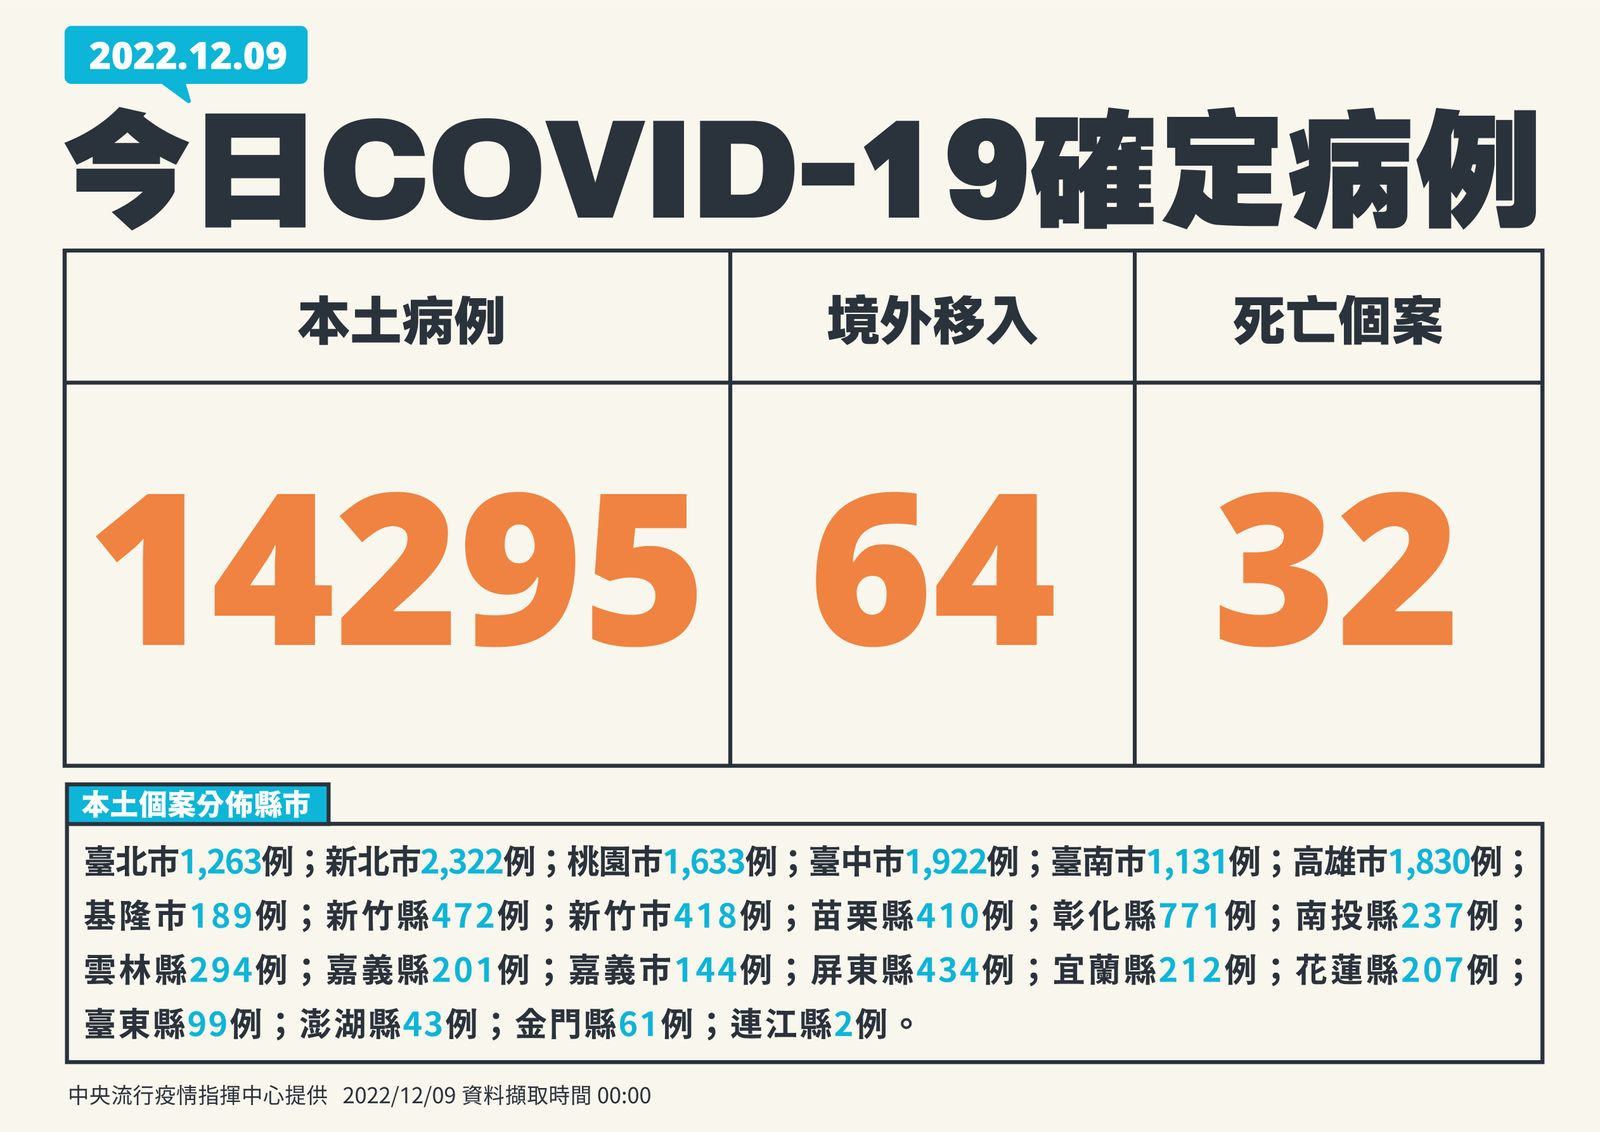 2022.12.09
今日COVID-19確定病例
本土病例 境外移入 死亡個案
14295 64 32
本土個案分佈縣市
臺北市1,263例；新北市2,322例；桃園市1,633例；臺中市1,922例；臺南市1,131例；高雄市1,830例；
基隆市189例；新竹縣472例；新竹市418例；苗栗縣410例；彰化縣771例；南投縣237例；
雲林縣294例；嘉義縣201例；嘉義市144例；屏東縣434例；宜蘭縣212例；花蓮縣207例；
臺東縣99例；澎湖縣43例；金門縣61例；連江縣2例。
中央流行疫情指揮中心提供 2022/12/09 資料擷取時間 00:00